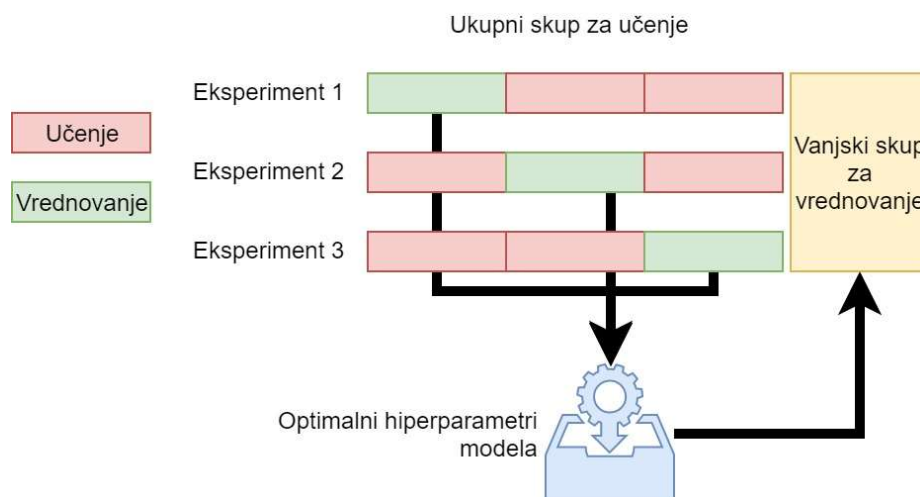 Ukupni skup za učenje
Eksperiment 1
Učenje
Eksperiment 2
Vrednovanje
Eksperiment 3
Vanjski skup
za
vrednovanje
Optimalni hiperparametri
modela